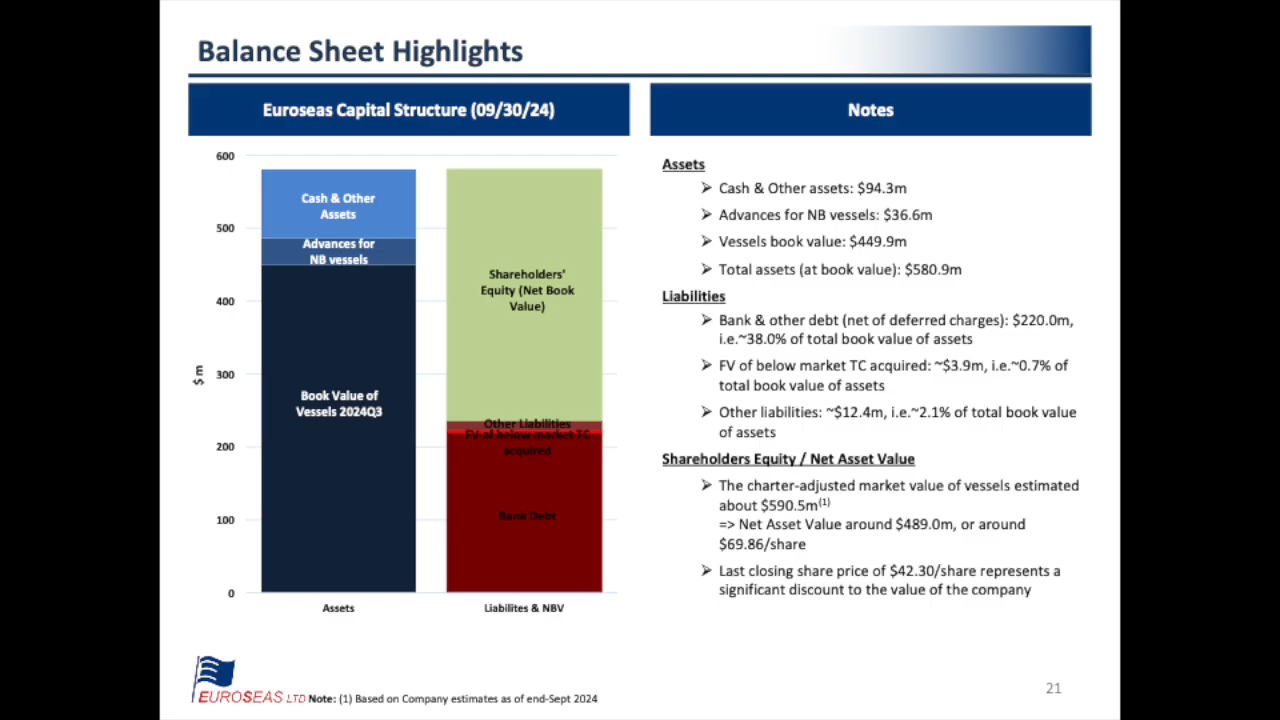 Balance Sheet Highlights
Euroseas Capital Structure (09/30/24)
600
500
400
300
200
100
0
$ m
Cash & Other
Assets
Advances for
NB vessels
Book Value of
Vessels 2024Q3
Shareholders'
Equity (Net Book
Value)
Other Liabilities
FV of below market TC
acquired
Bank Debt
Assets
Liabilites & NBV
Notes
Assets
➢ Cash & Other assets: $94.3m
➢ Advances for NB vessels: $36.6m
➢ Vessels book value: $449.9m
➢ Total assets (at book value): $580.9m
Liabilities
➢ Bank & other debt (net of deferred charges): $220.0m,
i.e.~38.0% of total book value of assets
➢ FV of below market TC acquired: ~$3.9m, i.e.~0.7% of
total book value of assets
➢ Other liabilities: ~$12.4m, i.e.~2.1% of total book value
of assets
Shareholders Equity / Net Asset Value
➢ The charter-adjusted market value of vessels estimated
about $590.5m(1)
=> Net Asset Value around $489.0m, or around
$69.86/share
➢ Last closing share price of $42.30/share represents a
significant discount to the value of the company
EUROSEAS LTD
Note: (1) Based on Company estimates as of end-Sept 2024
21